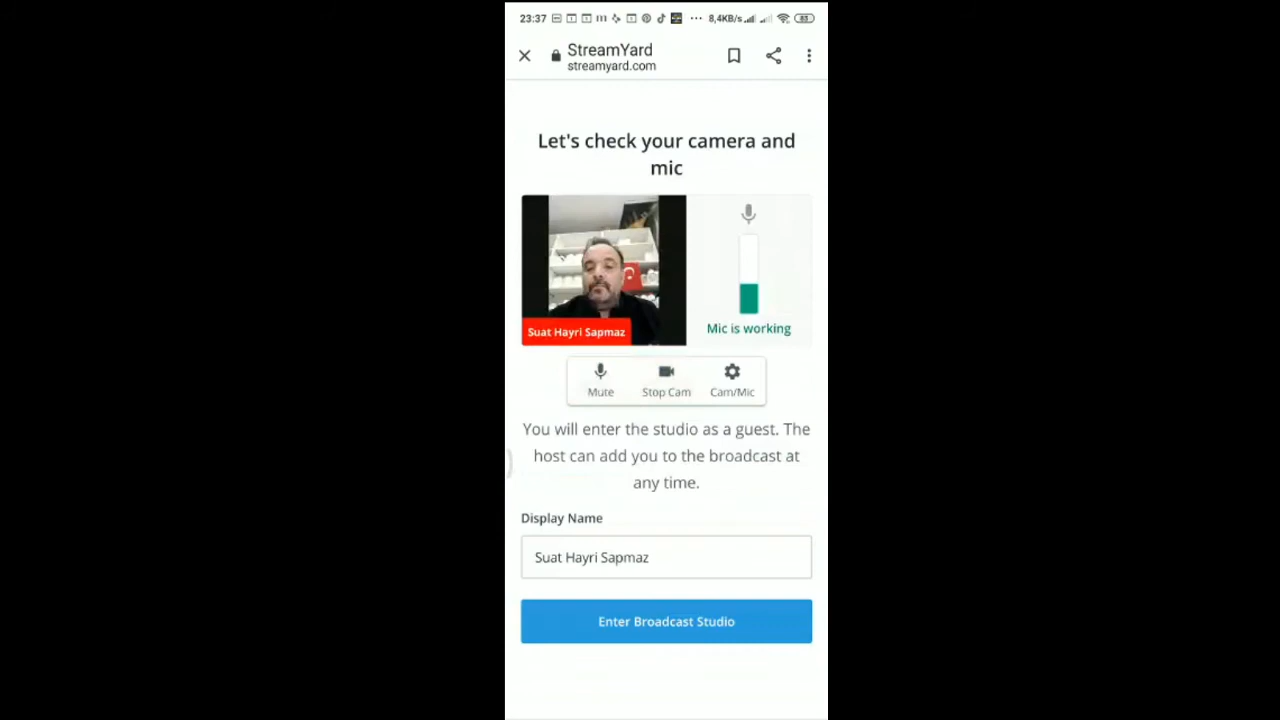 23:37 8,4KB/s 83
StreamYard
streamyard.com
Let's check your camera and
mic
Suat Hayri Sapmaz
Mic is working
Mute Stop Cam Cam/Mic
You will enter the studio as a guest. The
host can add you to the broadcast at
any time.
Display Name
Suat Hayri Sapmaz
Enter Broadcast Studio